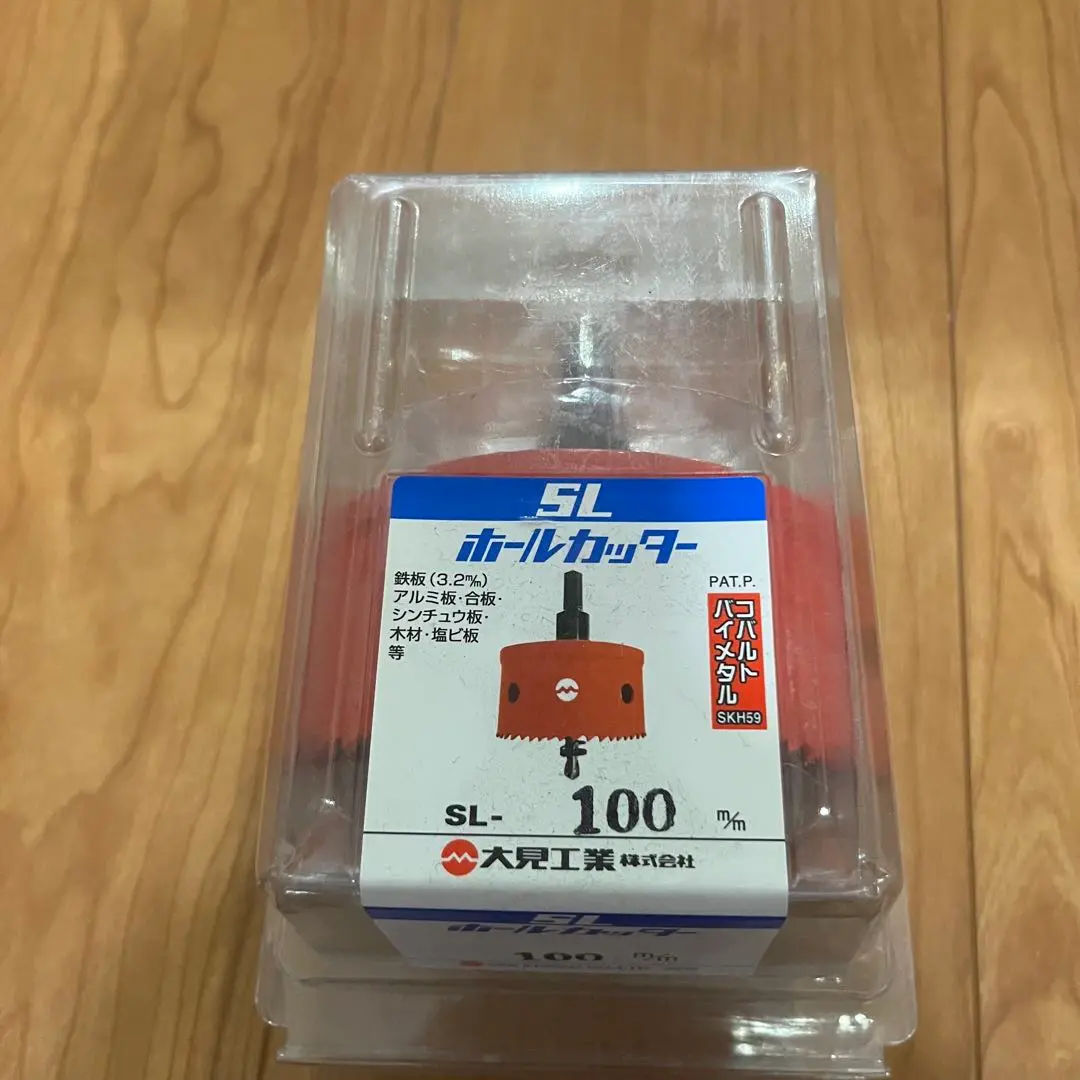 SL
ホールカッター
鉄板(3.2㎜)
アルミ板・合板・
シンチュウ板・
木材・塩ビ板
等
PAT.P.
コバルト
バイメタル
SKH59
SL- 100 m/m
大見工業株式会社
SL
ホールカッター
100 m/m